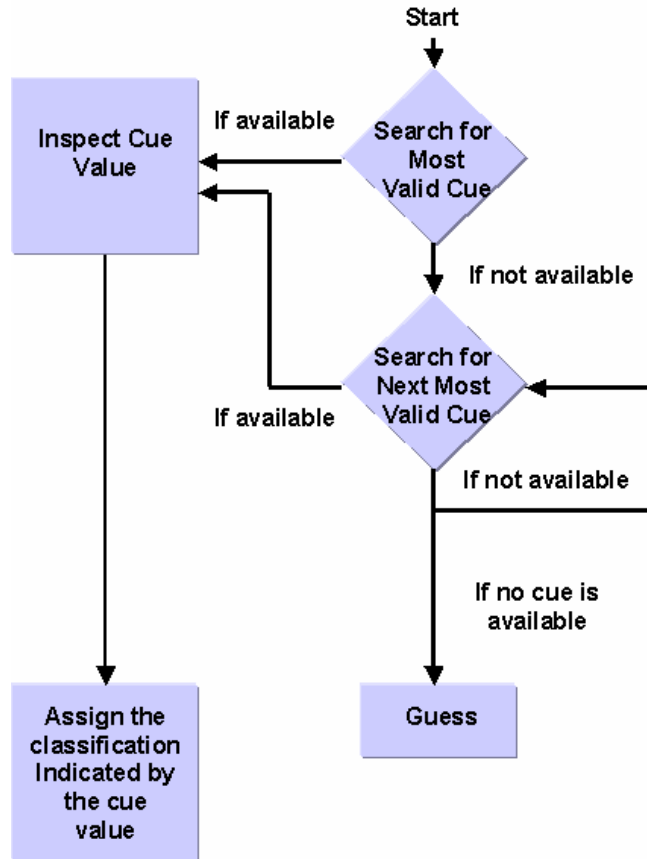 Start
Search for
Most
Valid Cue
If available
Inspect Cue
Value
If not available
Search for
Next Most
Valid Cue
If available
If not available
If no cue is
available
Guess
Assign the
classification
Indicated by
the cue
value